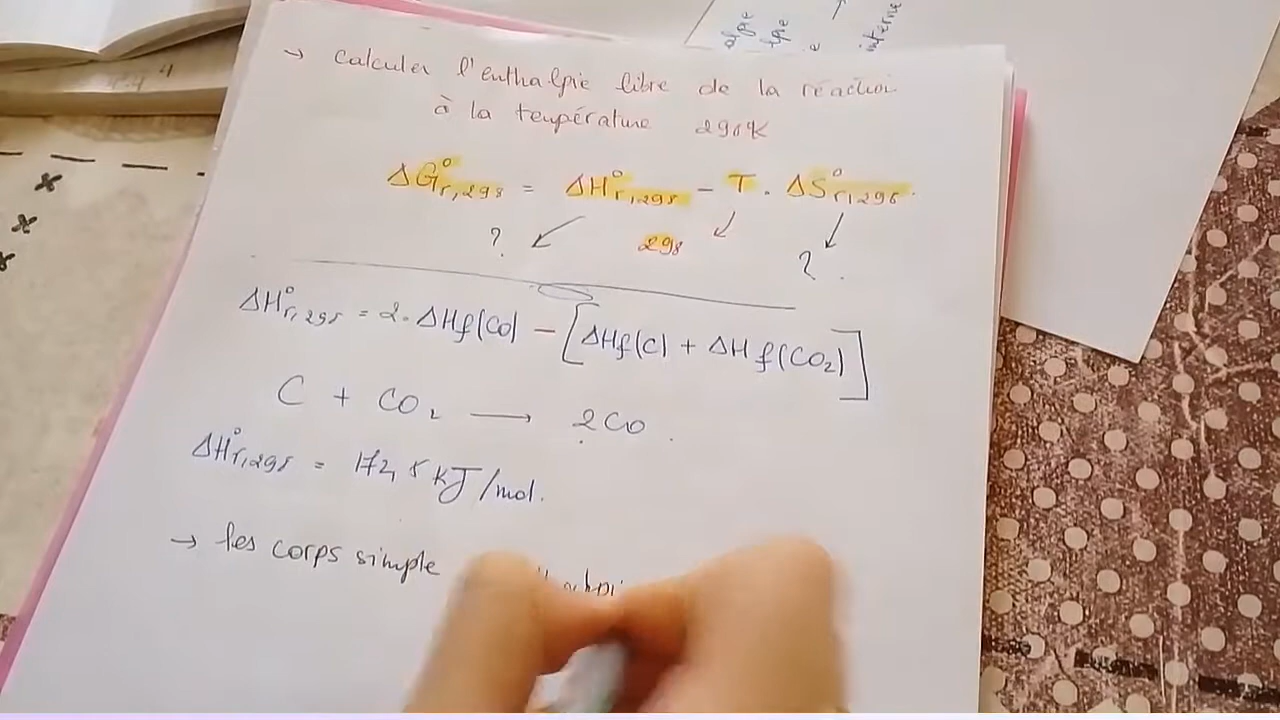 → Calculer l'enthalpie libre de la réaction
à la température 298K
ΔG°r,298 = ΔH°r,298 - T . ΔS°r,298.
? 298 ? .
ΔH°r,298 = 2. ΔHf(CO) - [ΔHf(C) + ΔHf(CO₂)]
C + CO₂ → 2CO.
ΔH°r,298 = 172,5 kJ/mol.
→ les corps simple
interne